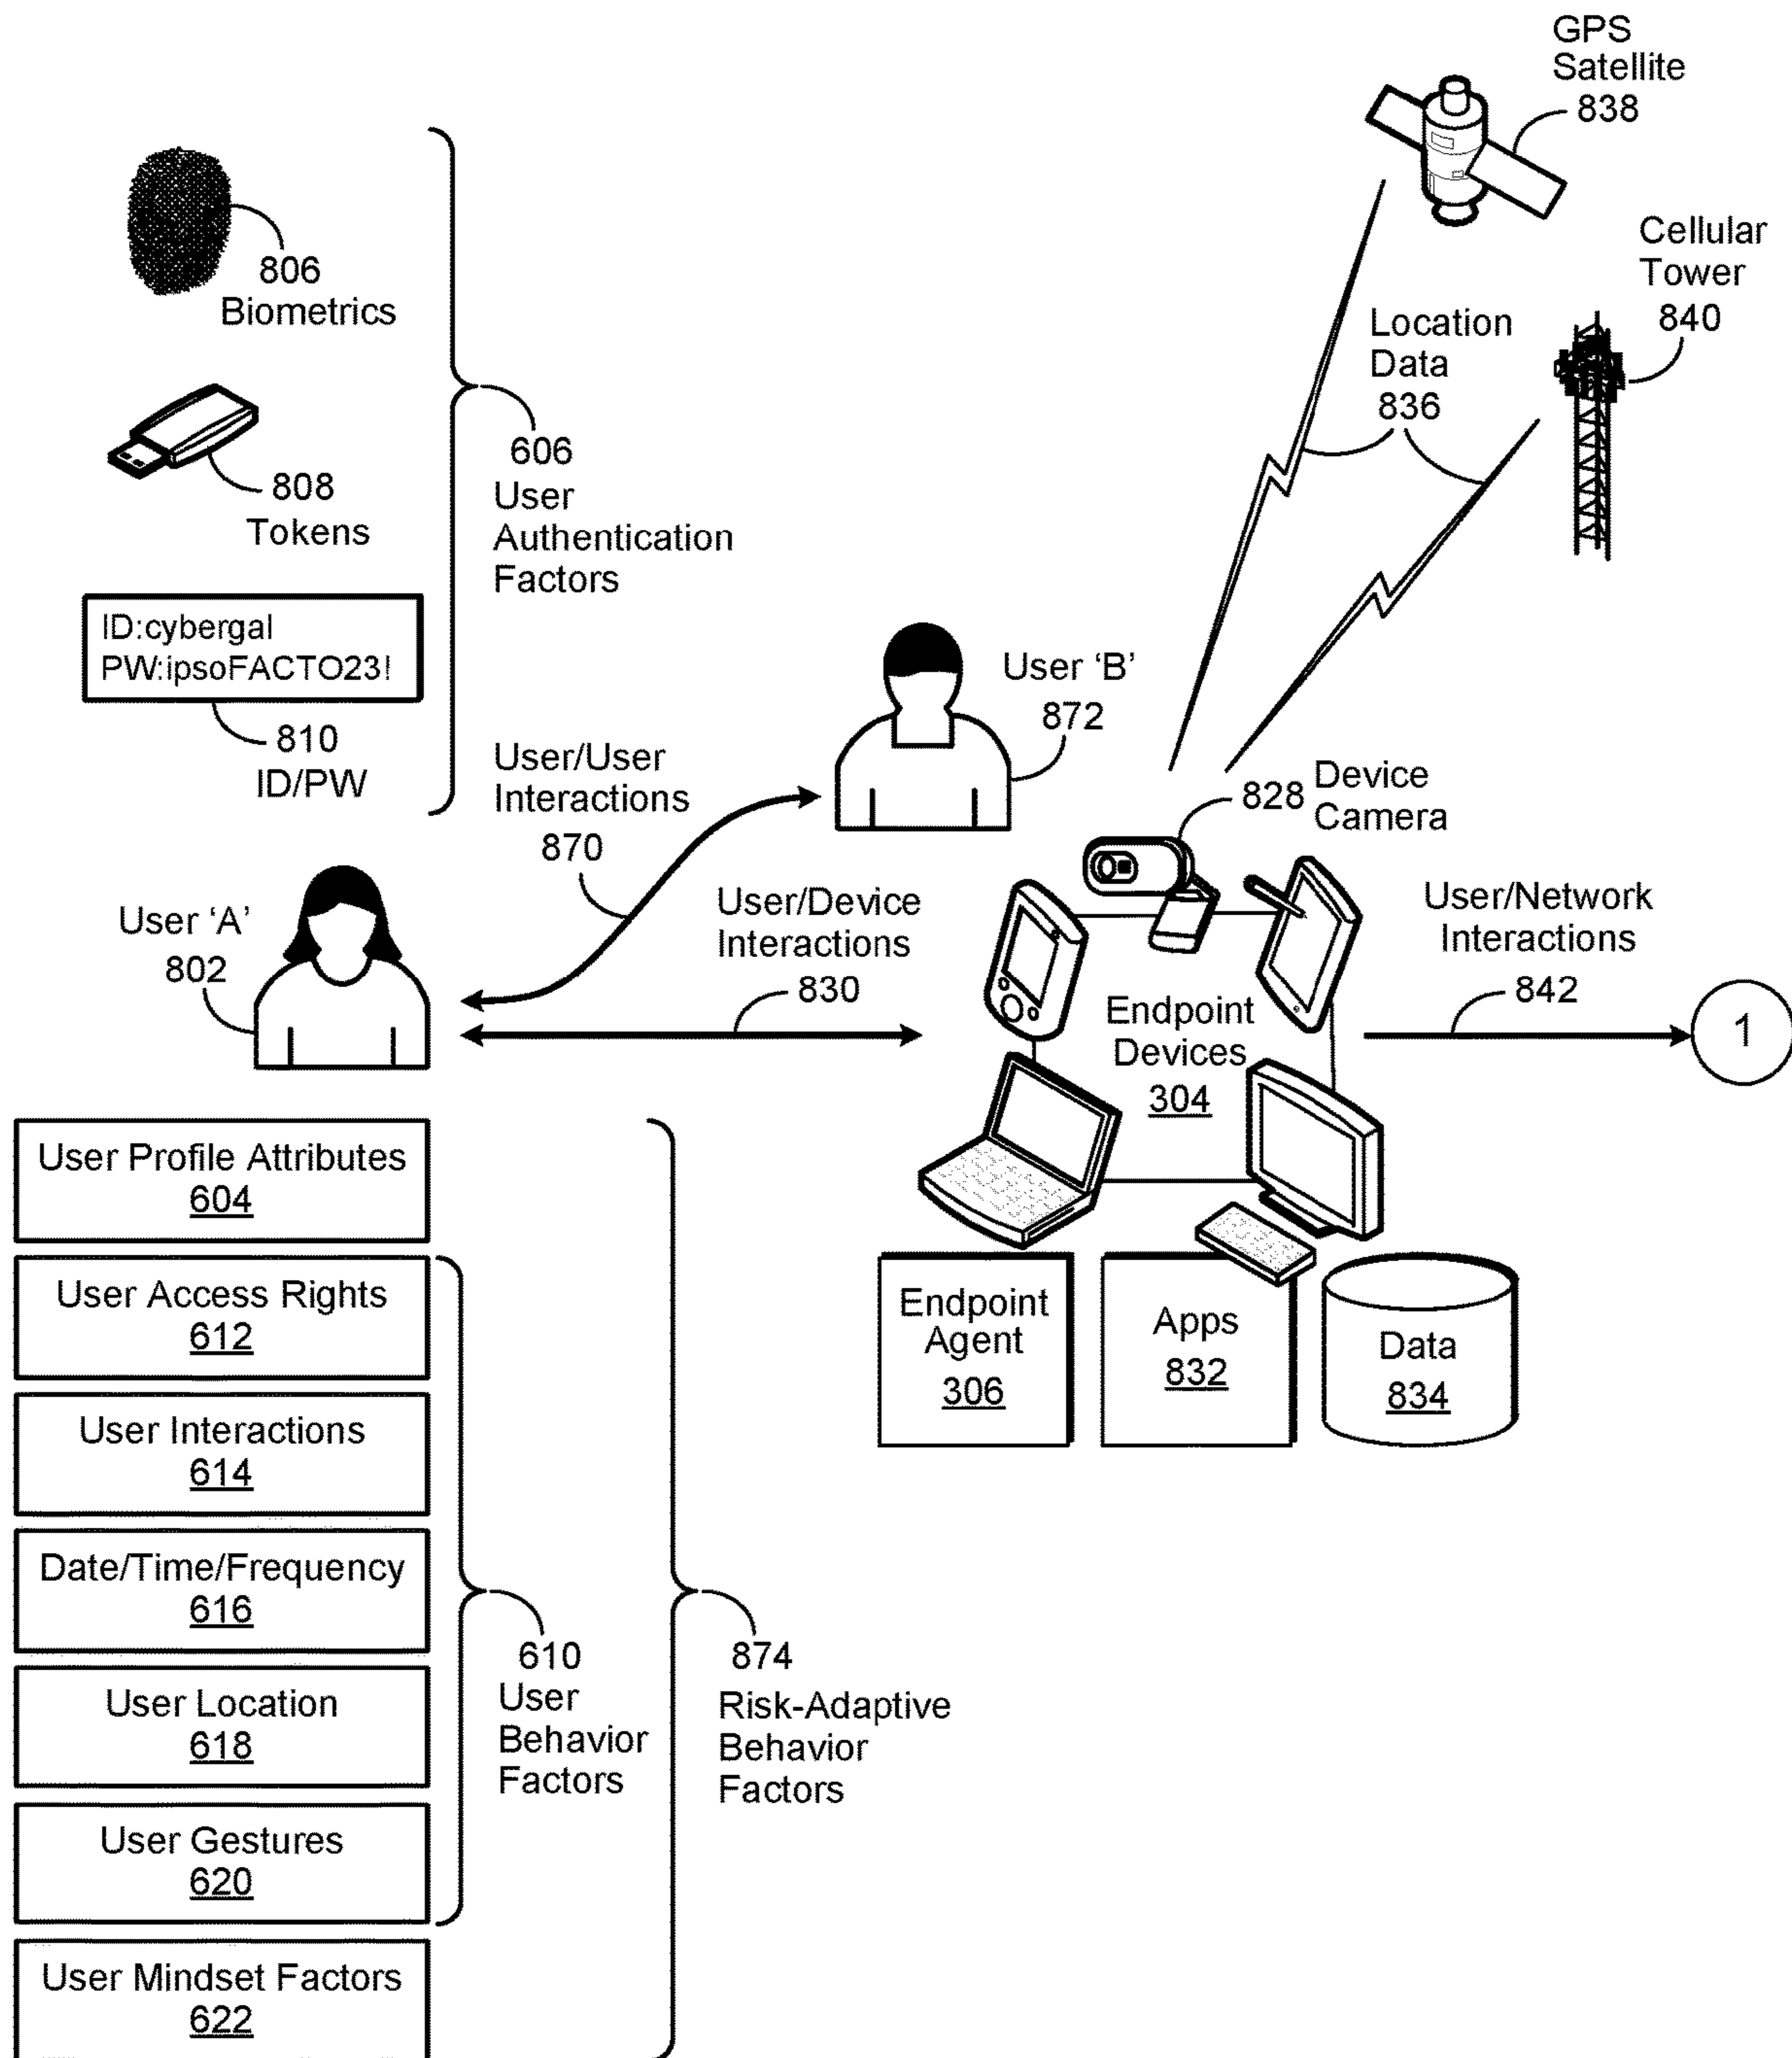 GPS
Satellite
838
Cellular
Tower
840
Location
Data
836
806
Biometrics
808
Tokens
ID:cybergal
PW:ipsoFACTO23!
810
ID/PW
606
User
Authentication
Factors
User 'B'
872
User/User
Interactions
870
828
Device
Camera
User 'A'
802
User/Device
Interactions
830
Endpoint
Devices
304
User/Network
Interactions
842
1
Endpoint
Agent
306
Apps
832
Data
834
User Profile Attributes
604
User Access Rights
612
User Interactions
614
Date/Time/Frequency
616
User Location
618
User Gestures
620
User Mindset Factors
622
610
User
Behavior
Factors
874
Risk-Adaptive
Behavior
Factors